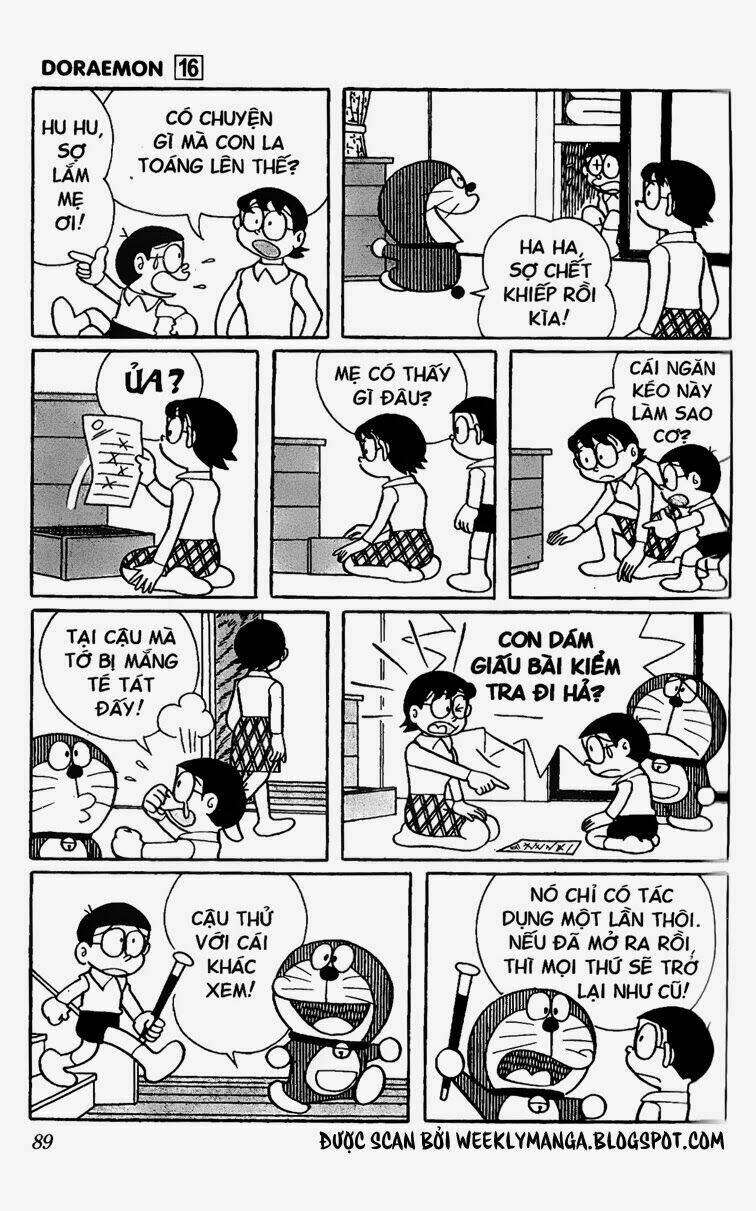 DORAEMON 16
HU HU,
SỢ
LẮM
MẸ
ƠI!
CÓ CHUYỆN
GÌ MÀ CON LA
TOÁNG LÊN THẾ?
HA HA,
SỢ CHẾT
KHIẾP RỒI
KÌA!
ỦA?
MẸ CÓ THẤY
GÌ ĐÂU?
CÁI NGĂN
KÉO NÀY
LÀM SAO
CƠ?
TẠI CẬU MÀ
TỚ BỊ MẮNG
TÉ TÁT
ĐẤY!
CON DÁM
GIẤU BÀI KIỂM
TRA ĐI HẢ?
CẬU THỬ
VỚI CÁI
KHÁC
XEM!
NÓ CHỈ CÓ TÁC
DỤNG MỘT LẦN THÔI.
NẾU ĐÃ MỞ RA RỒI,
THÌ MỌI THỨ SẼ TRỞ
LẠI NHƯ CŨ!
89
ĐƯỢC SCAN BỞI WEEKLYMANGA.BLOGSPOT.COM